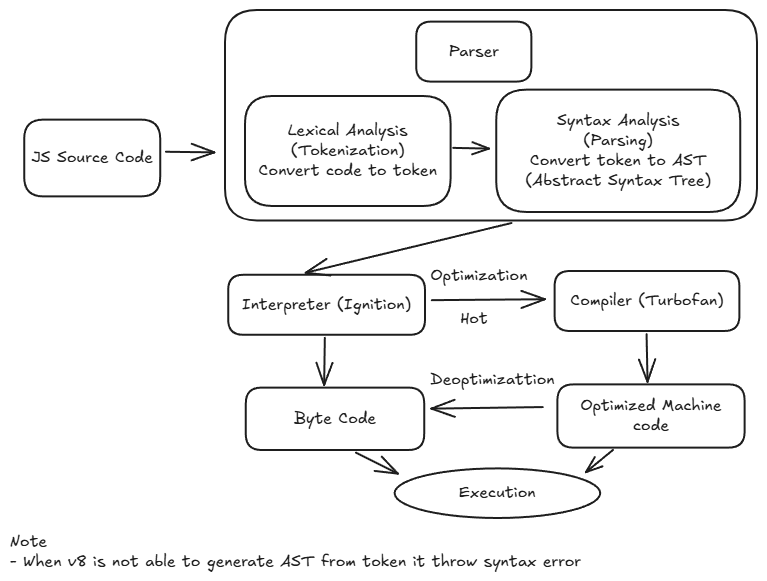 Parser
JS Source Code
Lexical Analysis
(Tokenization)
Convert code to token
Syntax Analysis
(Parsing)
Convert token to AST
(Abstract Syntax Tree)
Interpreter (Ignition)
Optimization
Hot
Compiler (Turbofan)
Byte Code
Deoptimizattion
Optimized Machine
code
Execution
Note
- When v8 is not able to generate AST from token it throw syntax error